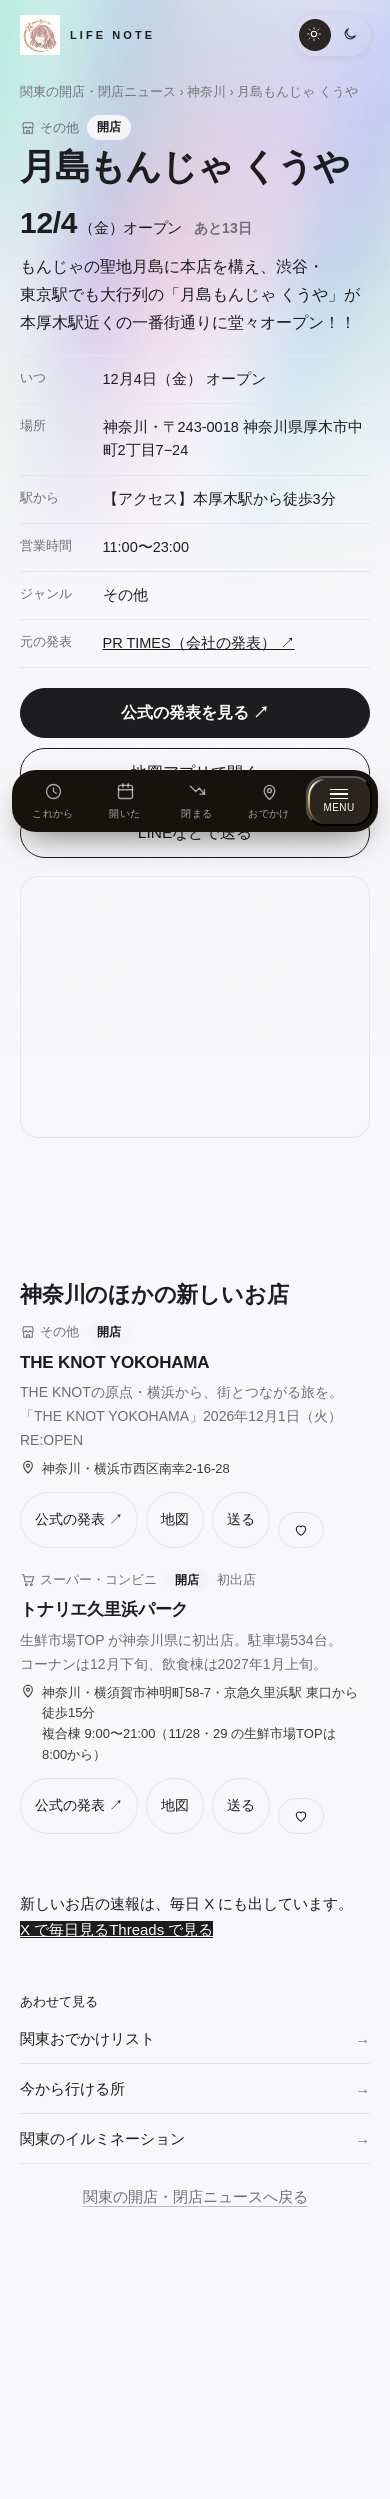 LIFE NOTE
関東の開店・閉店ニュース › 神奈川 › 月島もんじゃ くうや
その他 開店
月島もんじゃ くうや
12/4（金）オープン あと13日
もんじゃの聖地月島に本店を構え、渋谷・
東京駅でも大行列の「月島もんじゃ くうや」が
本厚木駅近くの一番街通りに堂々オープン！！
いつ 12月4日（金） オープン
場所 神奈川・〒243-0018 神奈川県厚木市中
町2丁目7−24
駅から 【アクセス】本厚木駅から徒歩3分
営業時間 11:00〜23:00
ジャンル その他
元の発表 PR TIMES（会社の発表） ↗
公式の発表を見る ↗
これから 開いた 閉まる おでかけ MENU
LINEなどで送る
神奈川のほかの新しいお店
その他 開店
THE KNOT YOKOHAMA
THE KNOTの原点・横浜から、街とつながる旅を。
「THE KNOT YOKOHAMA」2026年12月1日（火）
RE:OPEN
神奈川・横浜市西区南幸2-16-28
公式の発表 ↗ 地図 送る
スーパー・コンビニ 開店 初出店
トナリエ久里浜パーク
生鮮市場TOP が神奈川県に初出店。駐車場534台。
コーナンは12月下旬、飲食棟は2027年1月上旬。
神奈川・横須賀市神明町58-7・京急久里浜駅 東口から
徒歩15分
複合棟 9:00〜21:00（11/28・29 の生鮮市場TOPは
8:00から）
公式の発表 ↗ 地図 送る
新しいお店の速報は、毎日 X にも出しています。
X で毎日見るThreads で見る
あわせて見る
関東おでかけリスト →
今から行ける所 →
関東のイルミネーション →
関東の開店・閉店ニュースへ戻る